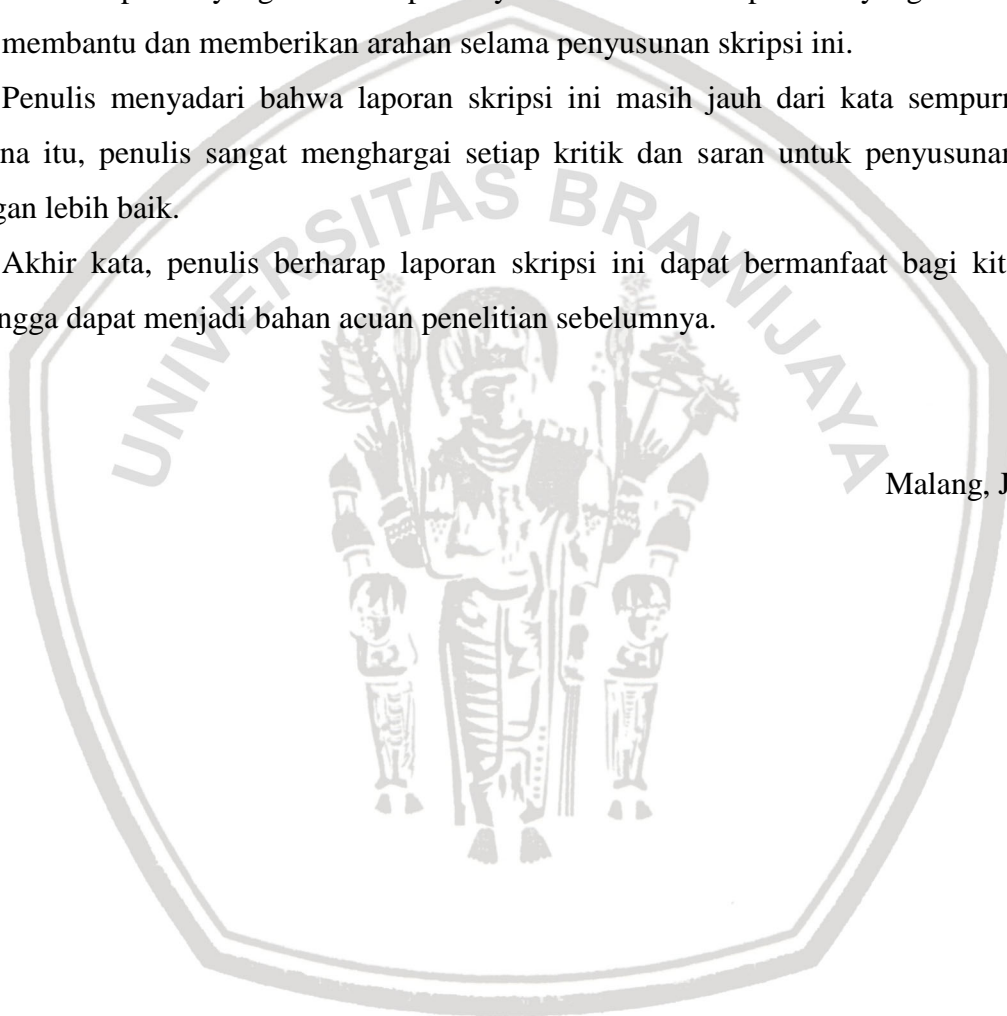 membantu dan memberikan arahan selama penyusunan skripsi ini.
Penulis menyadari bahwa laporan skripsi ini masih jauh dari kata sempur
na itu, penulis sangat menghargai setiap kritik dan saran untuk penyusunan
gan lebih baik.
Akhir kata, penulis berharap laporan skripsi ini dapat bermanfaat bagi kit
ngga dapat menjadi bahan acuan penelitian sebelumnya.
Malang, J
UNIVERSITAS BRAWIJAYA